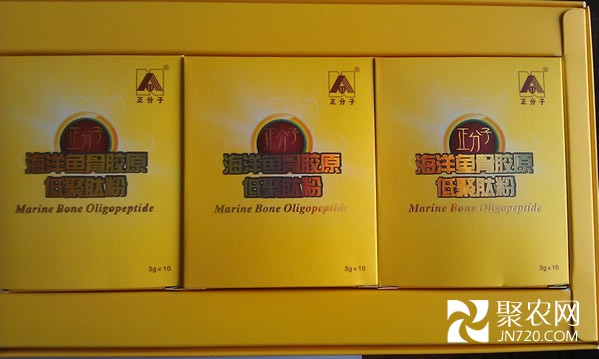 正分子
正分子
海洋鱼骨胶原
低聚肽粉
Marine Bone Oligopeptide
3g×10
正分子
正分子
海洋鱼骨胶原
低聚肽粉
Marine Bone Oligopeptide
3g×10
正分子
正分子
海洋鱼骨胶原
低聚肽粉
Marine Bone Oligopeptide
3g×10
聚农网
JN720.COM